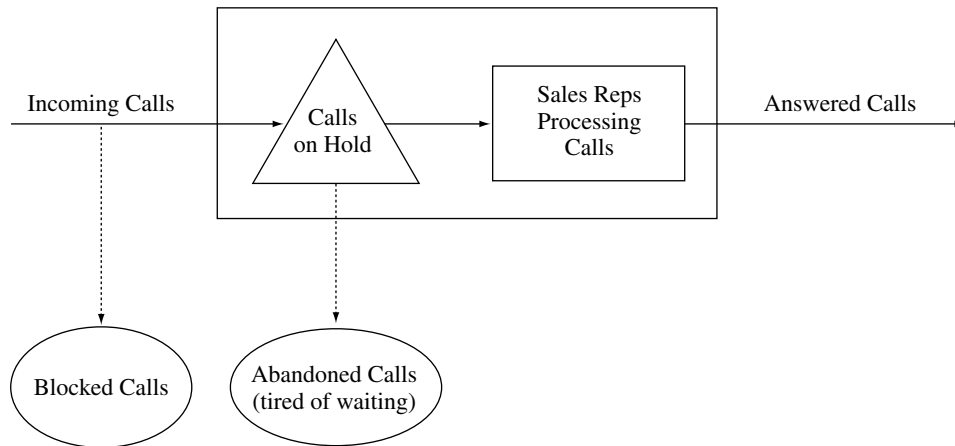 Incoming Calls
Calls
on Hold
Sales Reps
Processing
Calls
Answered Calls
Blocked Calls
Abandoned Calls
(tired of waiting)